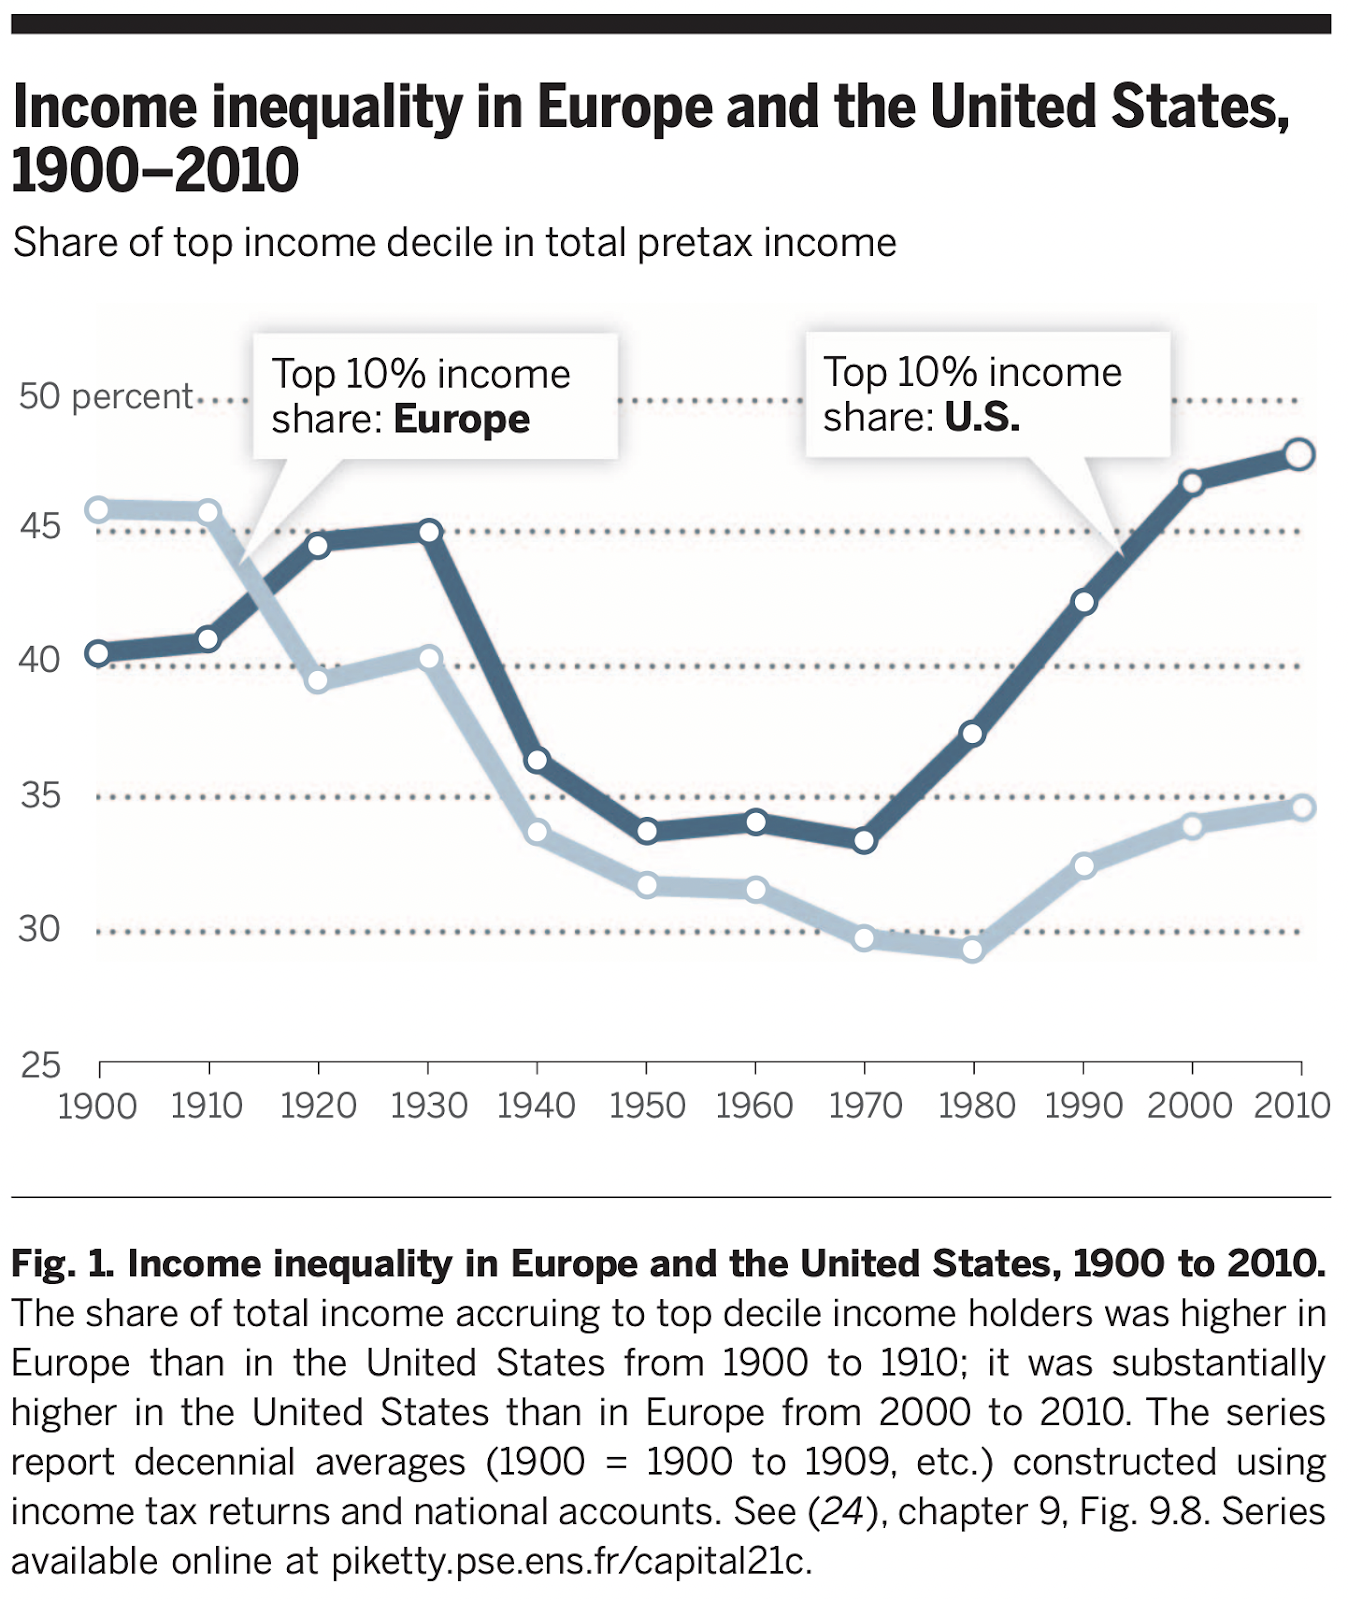 Income inequality in Europe and the United States,
1900–2010
Share of top income decile in total pretax income
Top 10% income
share: Europe
Top 10% income
share: U.S.
50 percent
45
40
35
30
25
1900 1910 1920 1930 1940 1950 1960 1970 1980 1990 2000 2010
Fig. 1. Income inequality in Europe and the United States, 1900 to 2010.
The share of total income accruing to top decile income holders was higher in
Europe than in the United States from 1900 to 1910; it was substantially
higher in the United States than in Europe from 2000 to 2010. The series
report decennial averages (1900 = 1900 to 1909, etc.) constructed using
income tax returns and national accounts. See (24), chapter 9, Fig. 9.8. Series
available online at piketty.pse.ens.fr/capital21c.